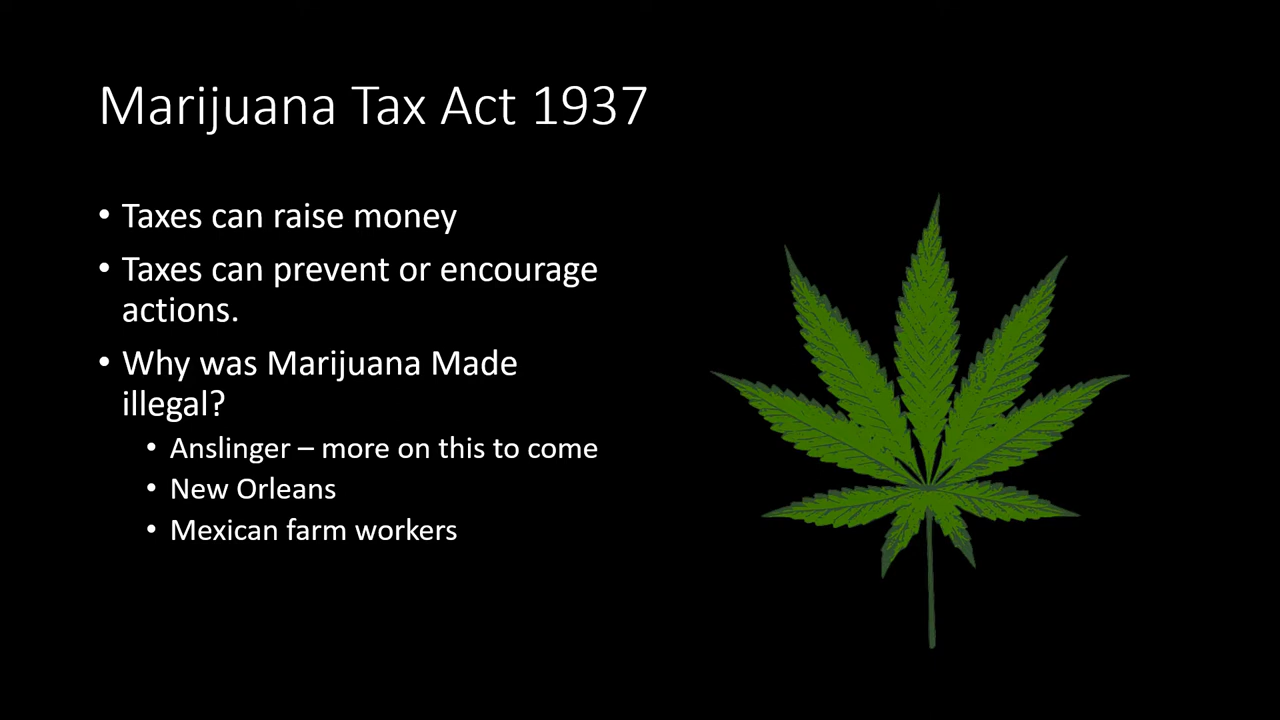 Marijuana Tax Act 1937
• Taxes can raise money
• Taxes can prevent or encourage
actions.
• Why was Marijuana Made
illegal?
• Anslinger – more on this to come
• New Orleans
• Mexican farm workers